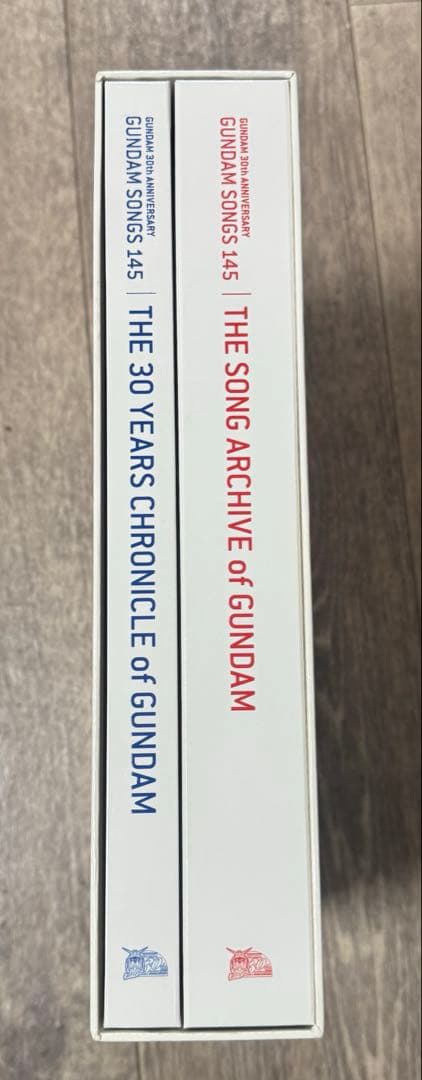 GUNDAM 30th ANNIVERSARY
GUNDAM SONGS 145 | THE SONG ARCHIVE of GUNDAM
GUNDAM 30th ANNIVERSARY
GUNDAM SONGS 145 | THE 30 YEARS CHRONICLE of GUNDAM